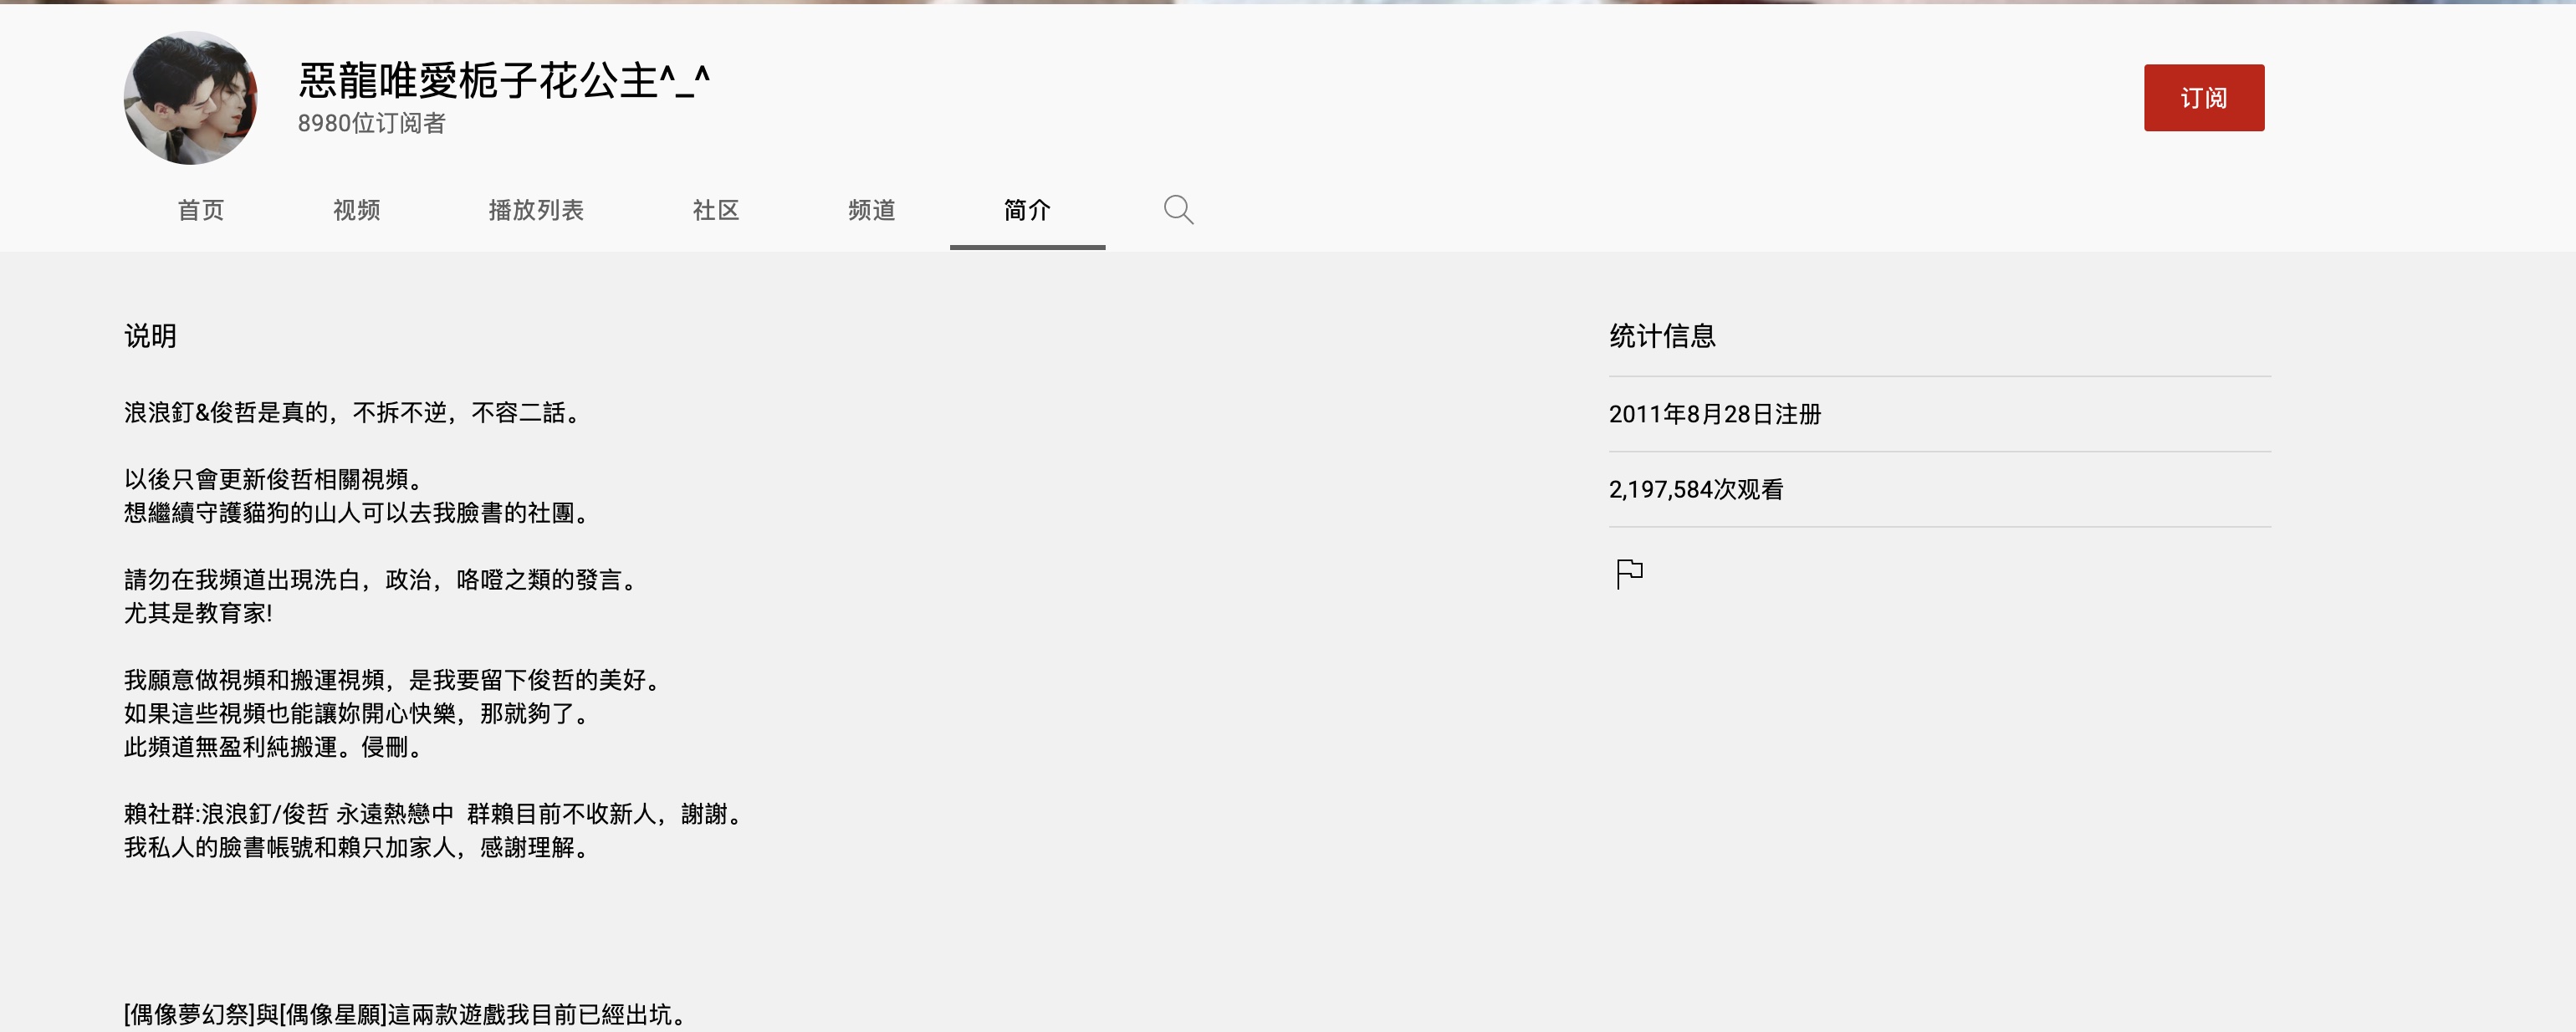 惡龍唯愛栀子花公主^_^
8980位订阅者
订阅
首页
视频
播放列表
社区
频道
简介
说明
浪浪釘&俊哲是真的，不拆不逆，不容二話。
以後只會更新俊哲相關視頻。
想繼續守護貓狗的山人可以去我臉書的社團。
請勿在我頻道出現洗白，政治，咯噔之類的發言。
尤其是教育家!
我願意做視頻和搬運視頻，是我要留下俊哲的美好。
如果這些視頻也能讓妳開心快樂，那就夠了。
此頻道無盈利純搬運。侵刪。
賴社群:浪浪釘/俊哲 永遠熱戀中  群賴目前不收新人，謝謝。
我私人的臉書帳號和賴只加家人，感謝理解。
[偶像夢幻祭]與[偶像星願]這兩款遊戲我目前已經出坑。
统计信息
2011年8月28日注册
2,197,584次观看